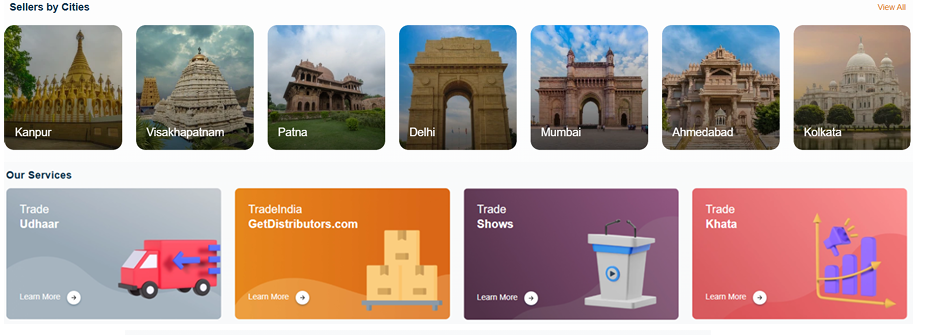 Sellers by Cities
View All
Kanpur
Visakhapatnam
Patna
Delhi
Mumbai
Ahmedabad
Kolkata
Our Services
Trade
Udhaar
Learn More
TradeIndia
GetDistributors.com
Learn More
Trade
Shows
Learn More
Trade
Khata
Learn More